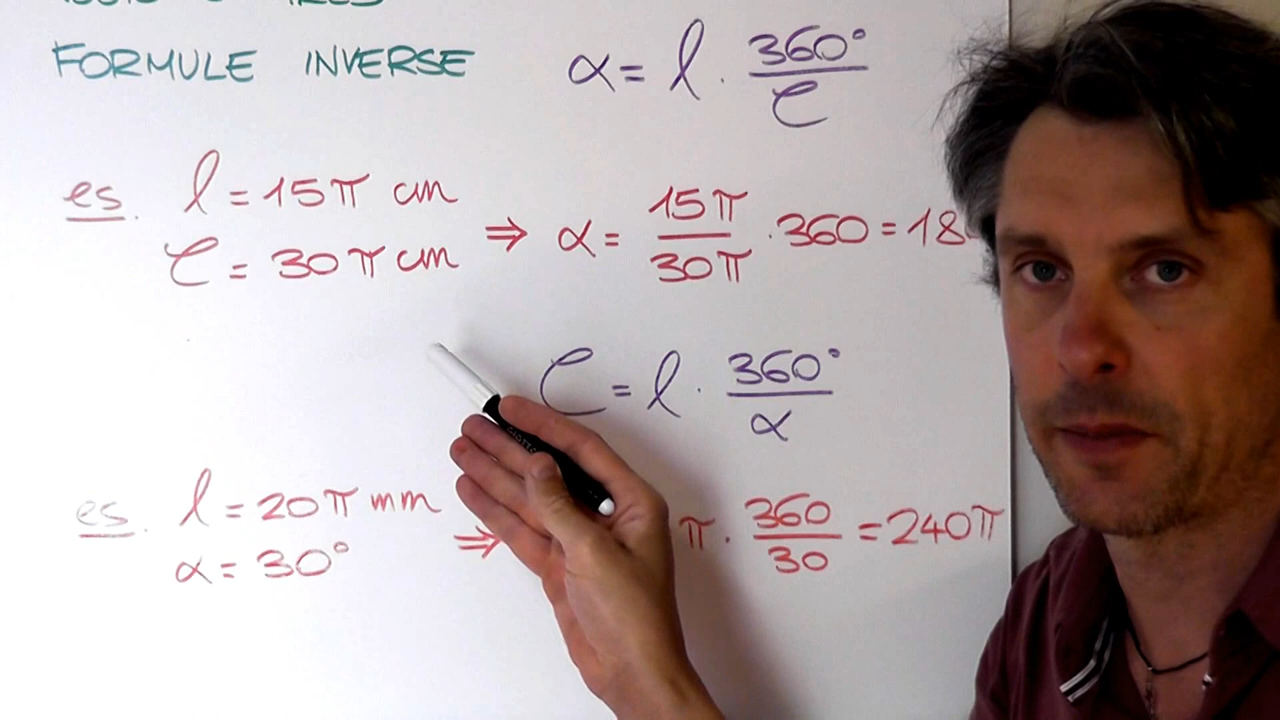 FORMULE INVERSE
α = l · 360° / C
es. l = 15π cm
C = 30π cm
⇒ α = 15π / 30π · 360 = 18
C = l · 360° / α
es. l = 20π mm
α = 30°
⇒ π · 360 / 30 = 240π
GIOTTO